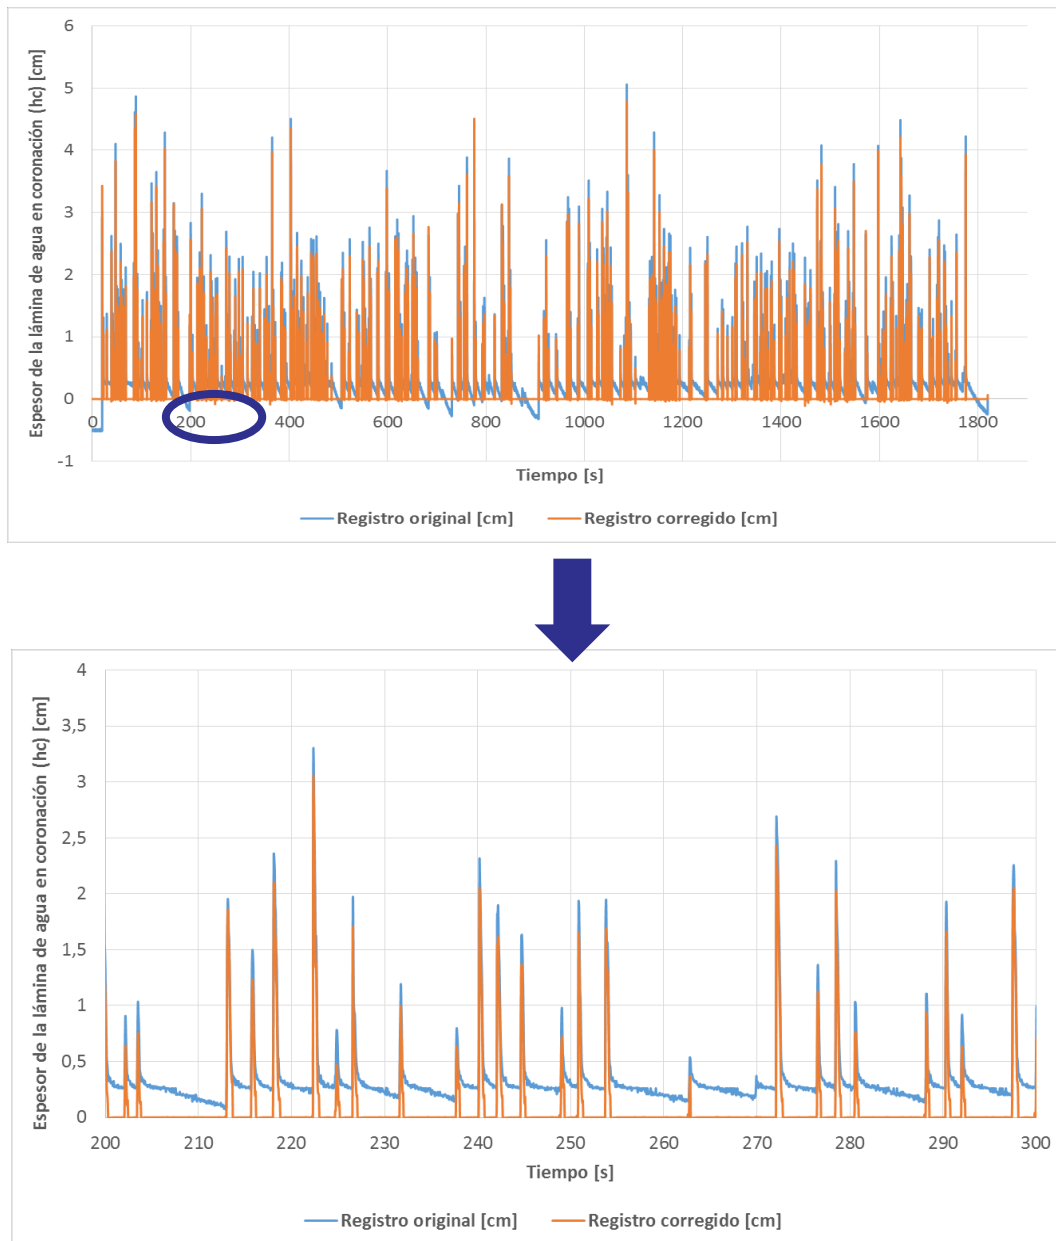 Espesor de la lámina de agua en coronación (hc) [cm]
6
5
4
3
2
1
0
-1
0 200 400 600 800 1000 1200 1400 1600 1800
Tiempo [s]
Registro original [cm] Registro corregido [cm]
Espesor de la lámina de agua en coronación (hc) [cm]
4
3,5
3
2,5
2
1,5
1
0,5
0
200 210 220 230 240 250 260 270 280 290 300
Tiempo [s]
Registro original [cm] Registro corregido [cm]